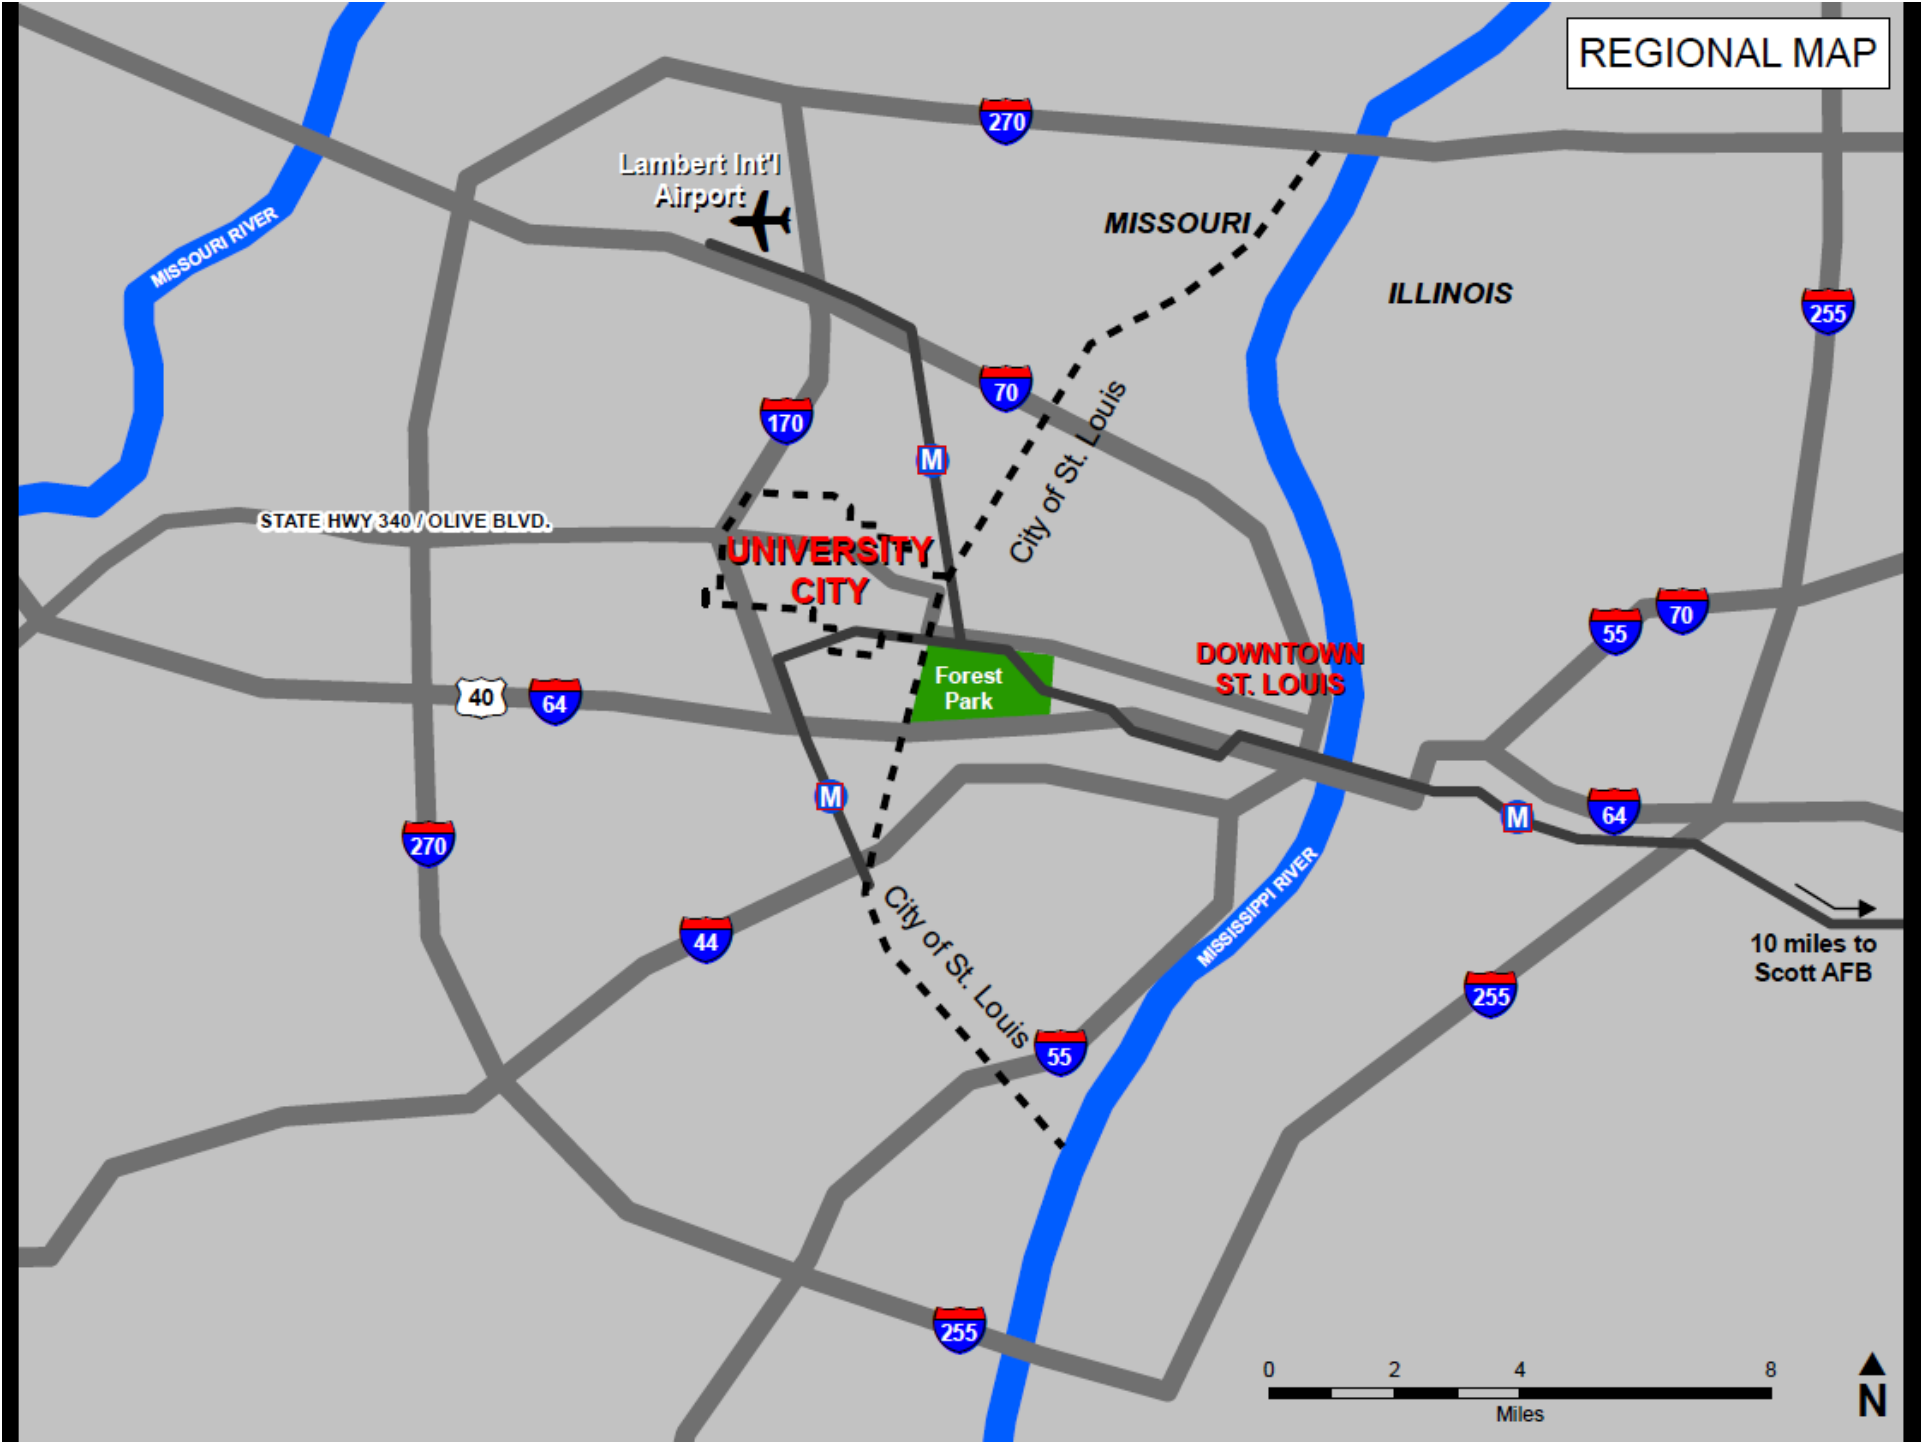 REGIONAL MAP
270
Lambert Int'l
Airport
MISSOURI
MISSOURI RIVER
ILLINOIS
255
70
170
M
City of St. Louis
STATE HWY 340 / OLIVE BLVD.
UNIVERSITY
CITY
70
55
DOWNTOWN
ST. LOUIS
Forest
Park
40
64
M
64
M
270
MISSISSIPPI RIVER
City of St. Louis
44
10 miles to
Scott AFB
255
55
255
0 2 4 8
Miles
N